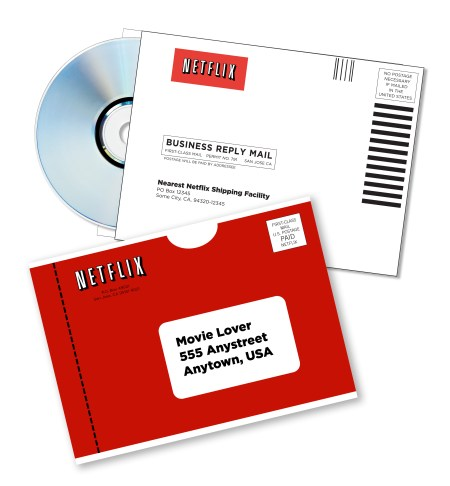 NETFLIX
NO POSTAGE
NECESSARY
IF MAILED
IN THE
UNITED STATES
BUSINESS REPLY MAIL
FIRST-CLASS MAIL PERMIT NO. 791 SAN JOSE CA
POSTAGE WILL BE PAID BY ADDRESSEE
Nearest Netflix Shipping Facility
PO Box 12345
Some City, CA, 94320-12345
FIRST-CLASS
MAIL
U.S. POSTAGE
PAID
NETFLIX
NETFLIX
Movie Lover
555 Anystreet
Anytown, USA